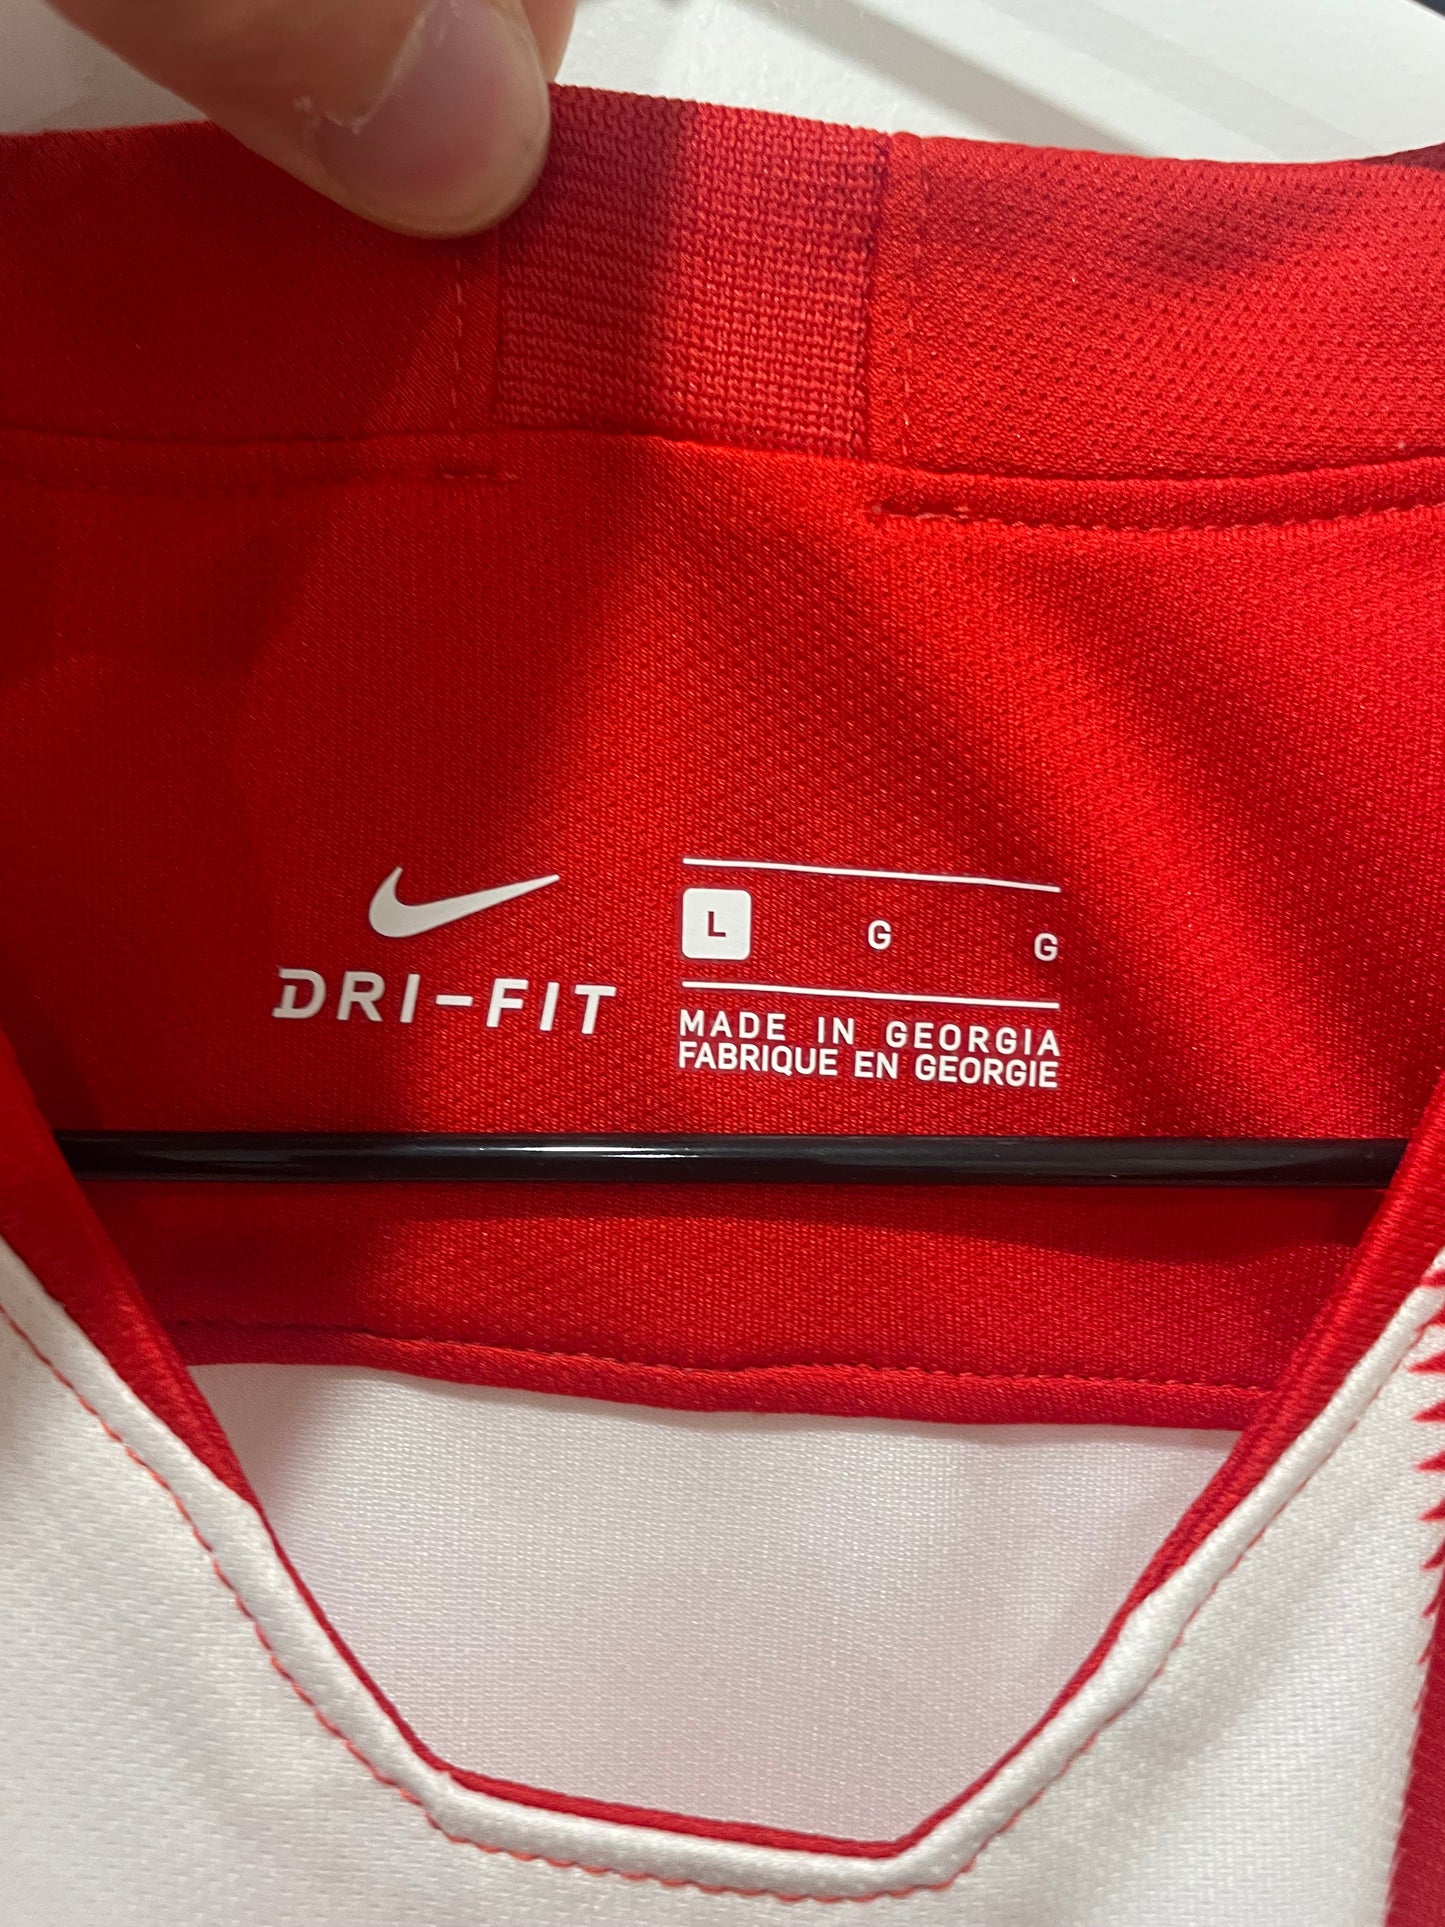 DRI-FIT
L G G
MADE IN GEORGIA
FABRIQUE EN GEORGIE